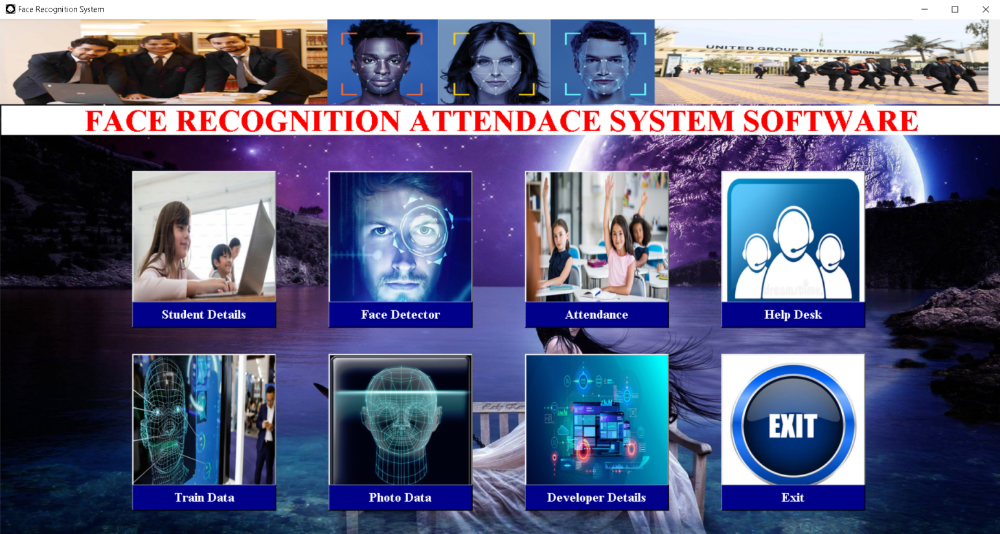 Face Recognition System
UNITED GROUP OF INSTITUTIONS
FACE RECOGNITION ATTENDACE SYSTEM SOFTWARE
dreamstime
Student Details
Face Detector
Attendance
Help Desk
EXIT
Train Data
Photo Data
Developer Details
Exit